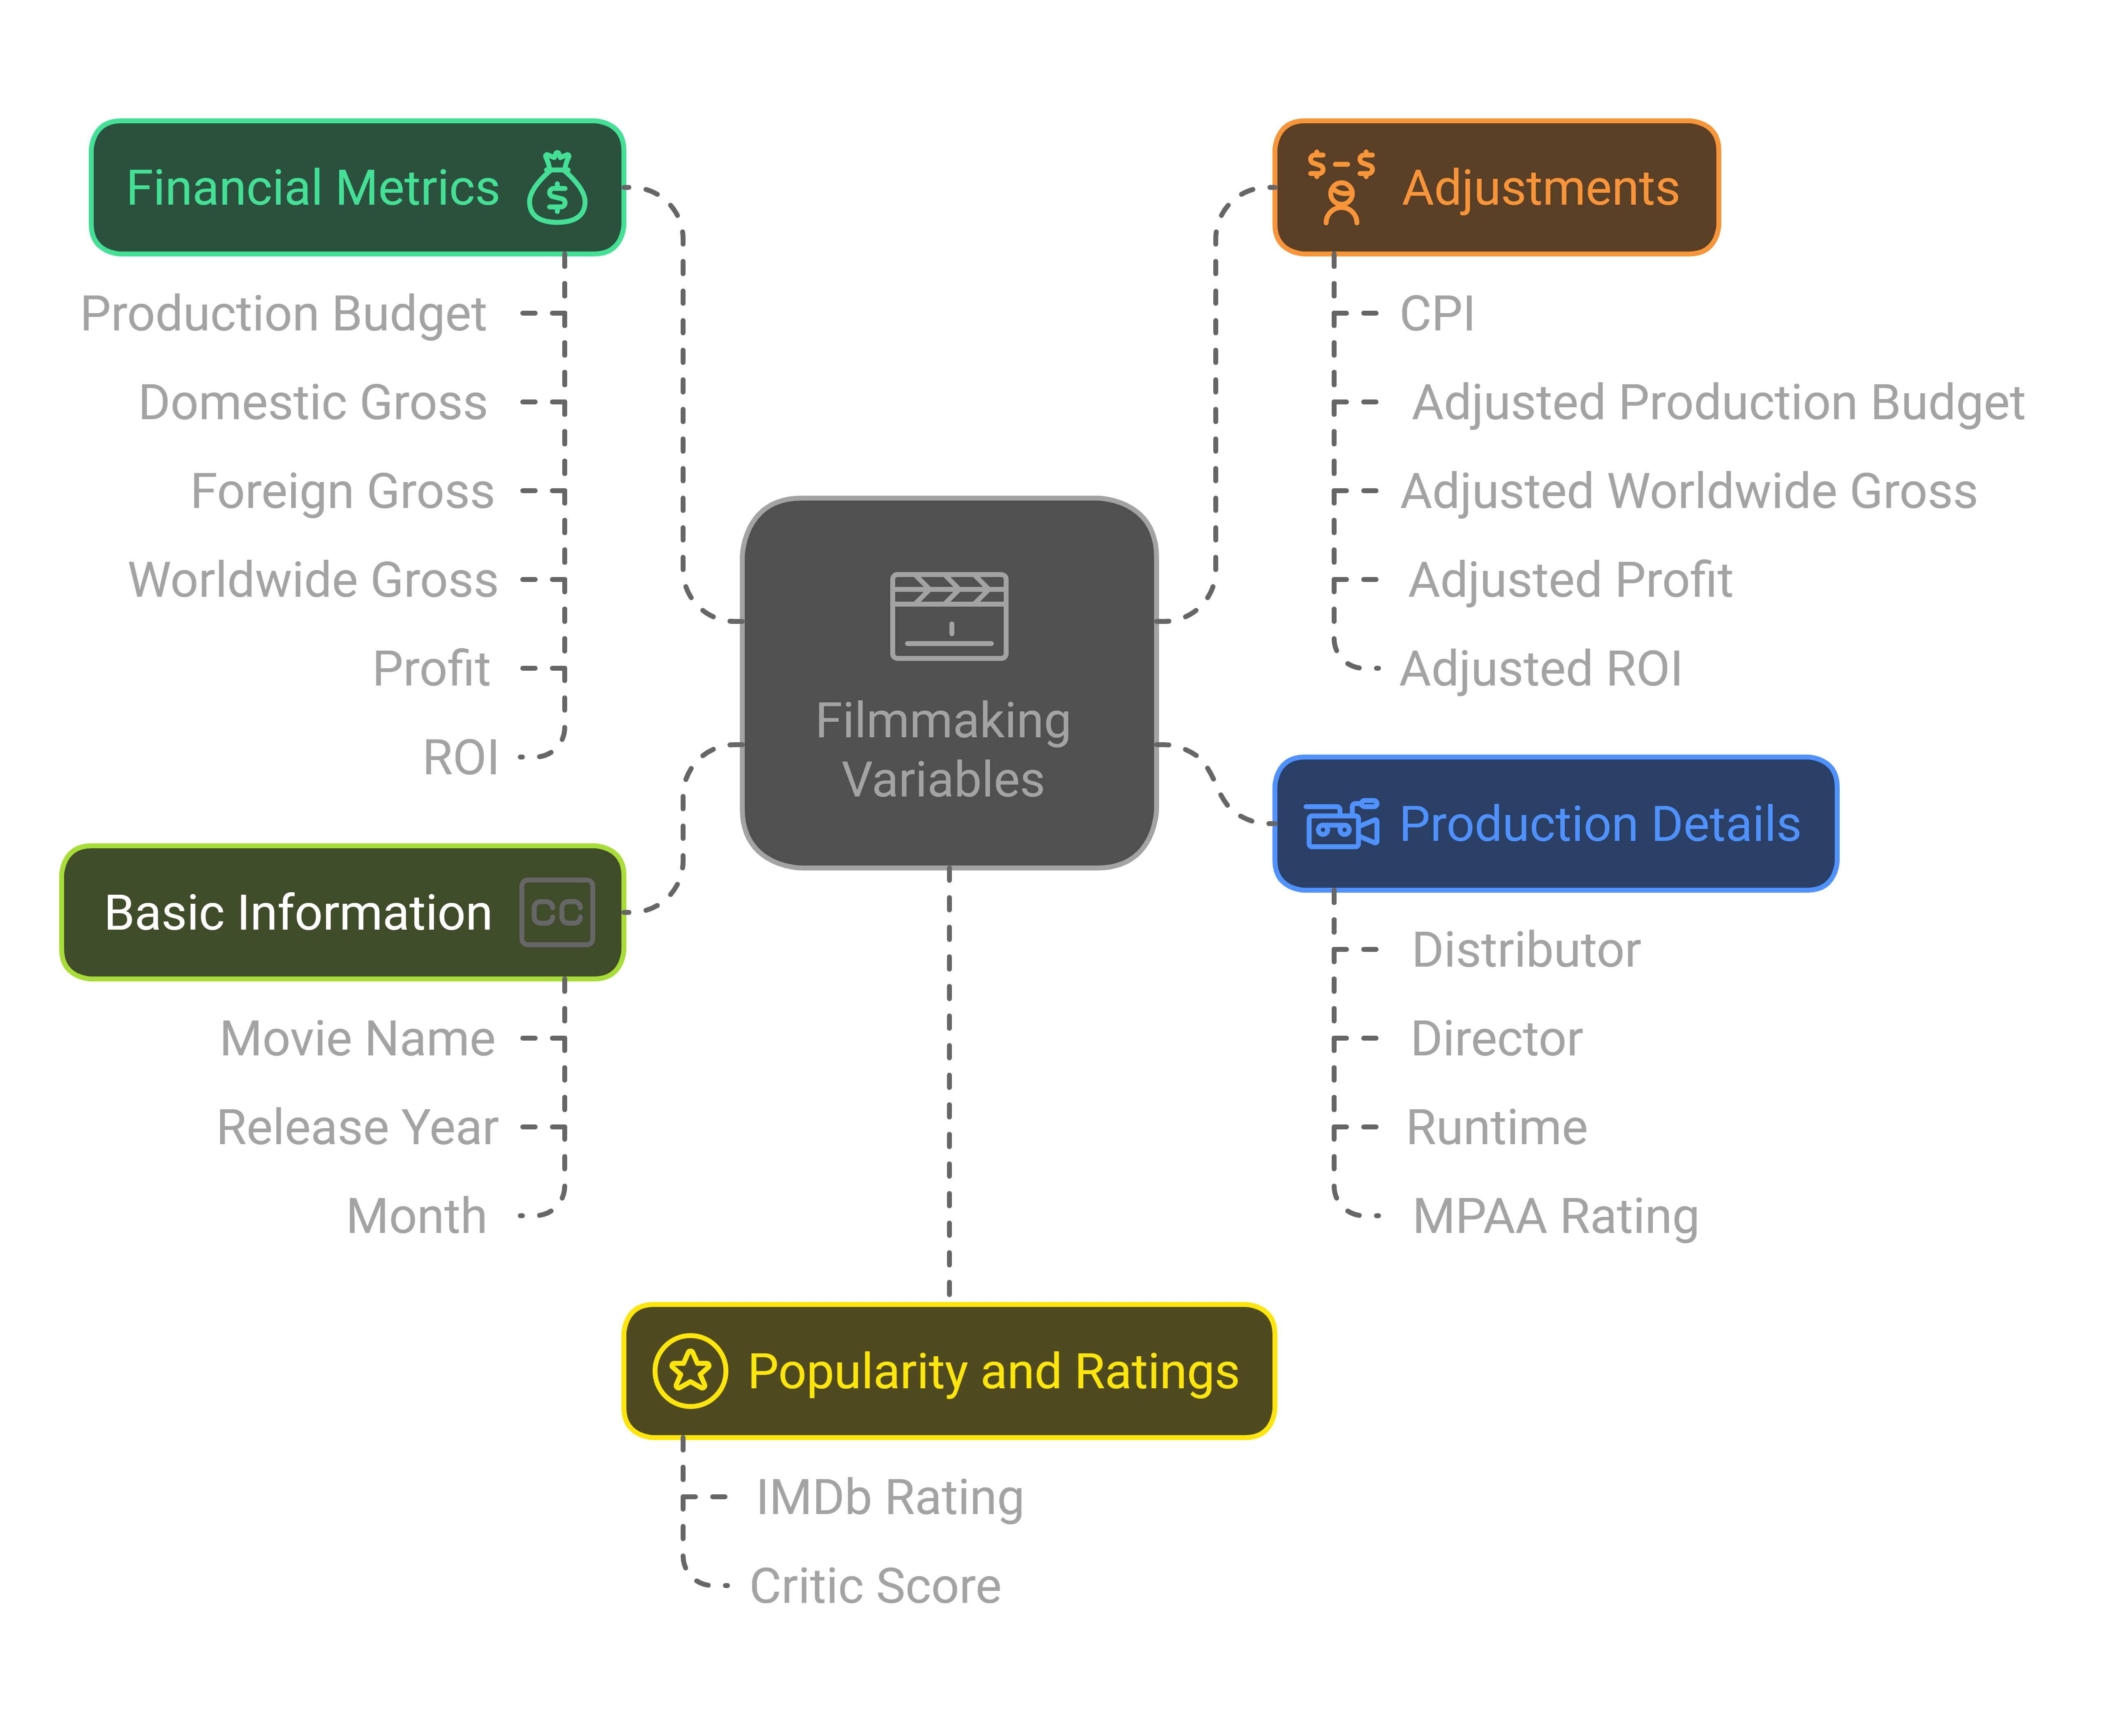 Financial Metrics
Production Budget
Domestic Gross
Foreign Gross
Worldwide Gross
Profit
ROI
Basic Information
CC
Movie Name
Release Year
Month
Filmmaking
Variables
Adjustments
CPI
Adjusted Production Budget
Adjusted Worldwide Gross
Adjusted Profit
Adjusted ROI
Production Details
Distributor
Director
Runtime
MPAA Rating
Popularity and Ratings
IMDb Rating
Critic Score